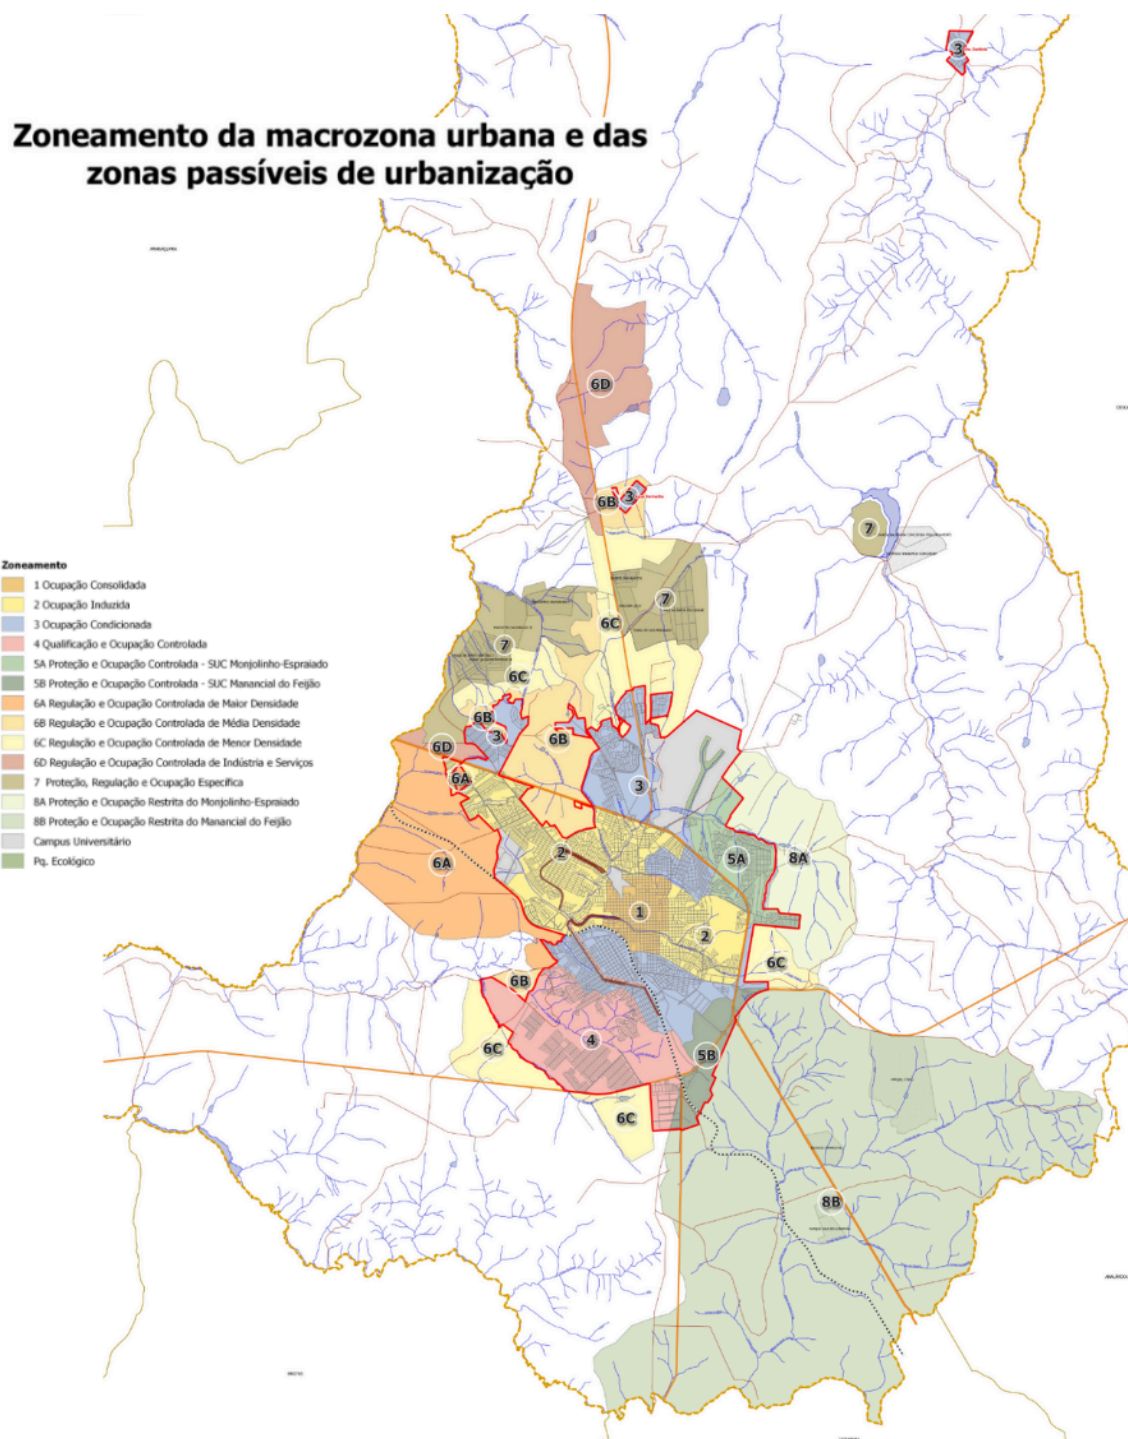 Zoneamento da macrozona urbana e das
zonas passíveis de urbanização
3
6D
6B
3
7
Zoneamento
1 Ocupação Consolidada
2 Ocupação Induzida
3 Ocupação Condicionada
4 Qualificação e Ocupação Controlada
5A Proteção e Ocupação Controlada - SUC Monjolinho-Espraiado
5B Proteção e Ocupação Controlada - SUC Manancial do Feijão
6A Regulação e Ocupação Controlada de Maior Densidade
6B Regulação e Ocupação Controlada de Média Densidade
6C Regulação e Ocupação Controlada de Menor Densidade
6D Regulação e Ocupação Controlada de Indústria e Serviços
7 Proteção, Regulação e Ocupação Específica
8A Proteção e Ocupação Restrita do Monjolinho-Espraiado
8B Proteção e Ocupação Restrita do Manancial do Feijão
Campus Universitário
Pq. Ecológico
7
6C
7
6C
6B
3
6B
6D
6A
3
6A
2
5A
8A
1
2
6C
6B
4
6C
5B
6C
8B